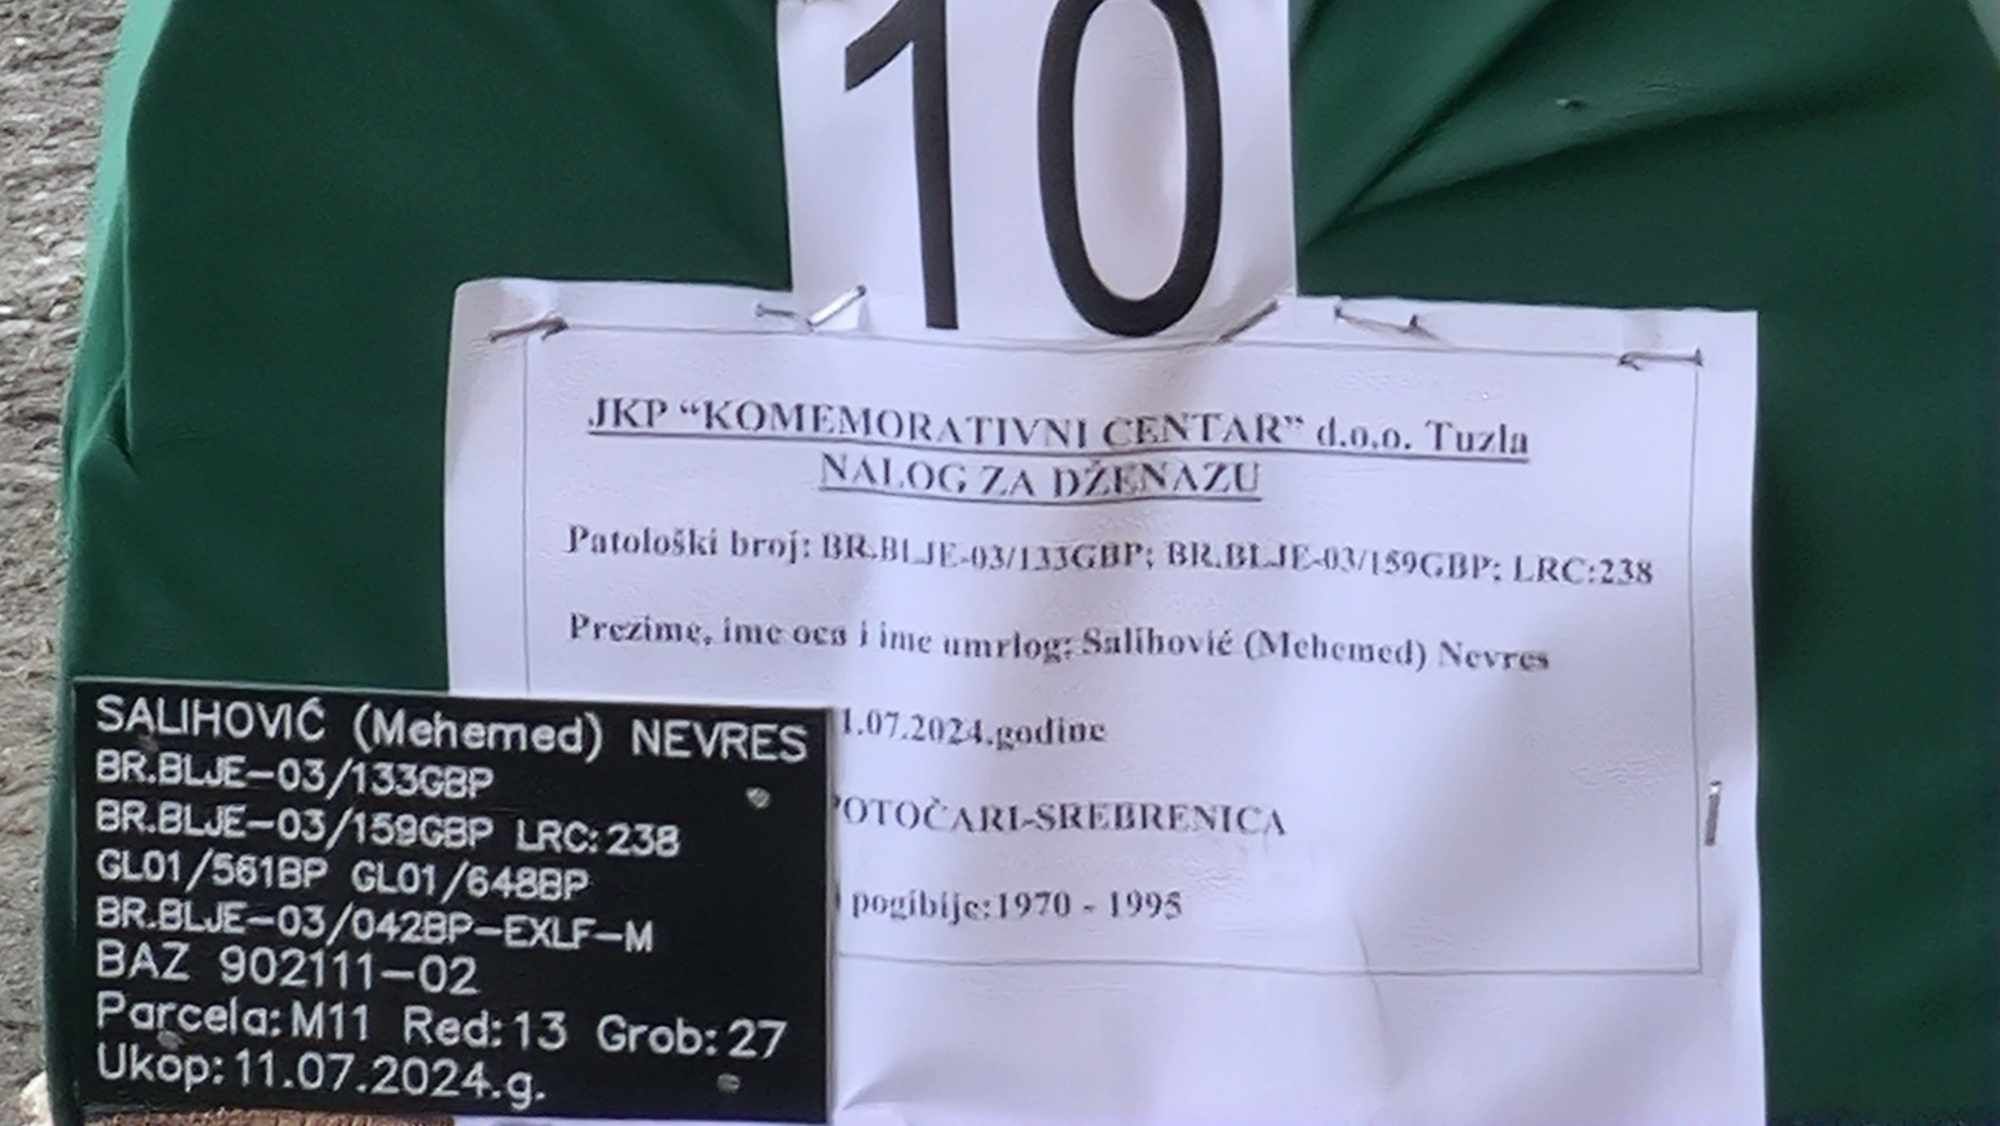 10
JKP “KOMEMORATIVNI CENTAR” d.o.o. Tuzla
NALOG ZA DŽENAZU
Patološki broj: BR.BLJE-03/133GBP; BR.BLJE-03/159GBP; LRC:238
Prezime, ime oca i ime umrlog: Salihović (Mehemed) Nevres
1.07.2024.godine
OTOČARI-SREBRENICA
pogibije:1970 - 1995
SALIHOVIĆ (Mehemed) NEVRES
BR.BLJE-03/133GBP
BR.BLJE-03/159GBP LRC:238
GL01/561BP GL01/648BP
BR.BLJE-03/042BP-EXLF-M
BAZ 902111-02
Parcela:M11 Red:13 Grob:27
Ukop:11.07.2024.g.